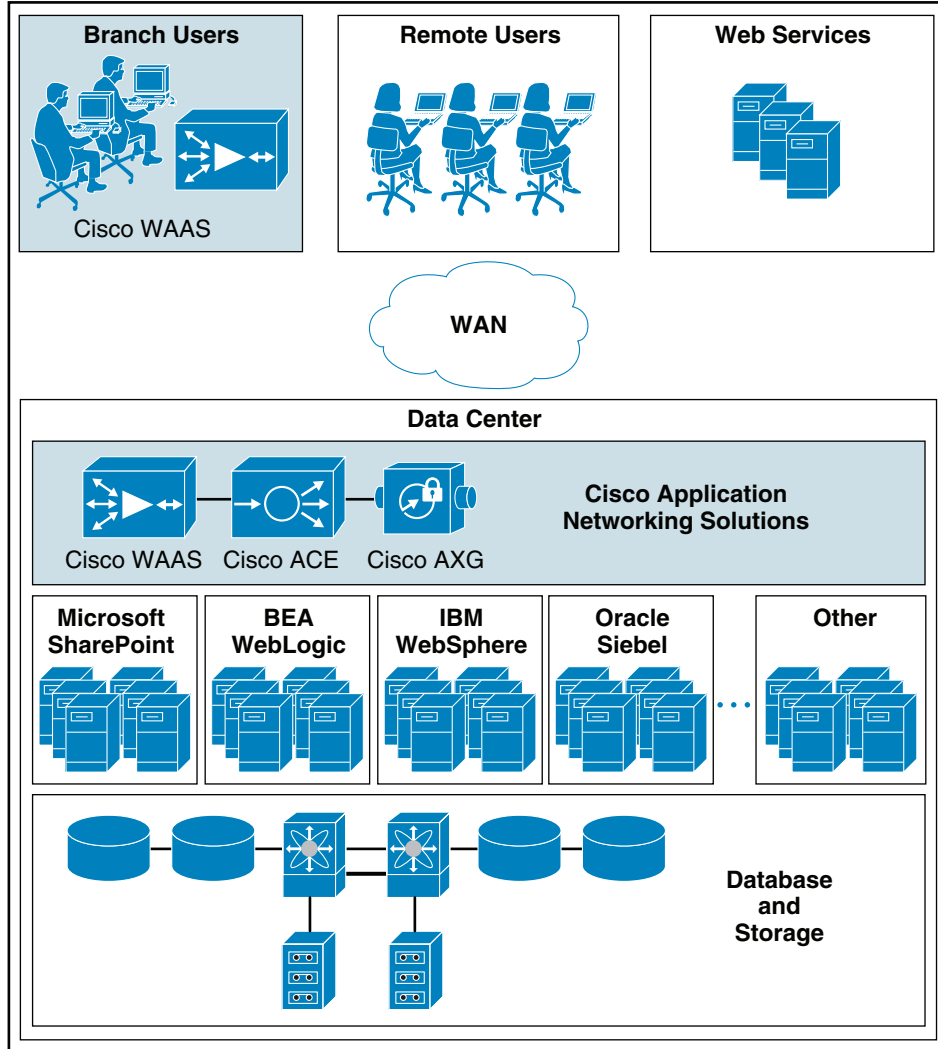 Branch Users
Remote Users
Web Services
Cisco WAAS
WAN
Data Center
Cisco Application
Networking Solutions
Cisco WAAS
Cisco ACE
Cisco AXG
Microsoft
SharePoint
BEA
WebLogic
IBM
WebSphere
Oracle
Siebel
...
Other
Database
and
Storage